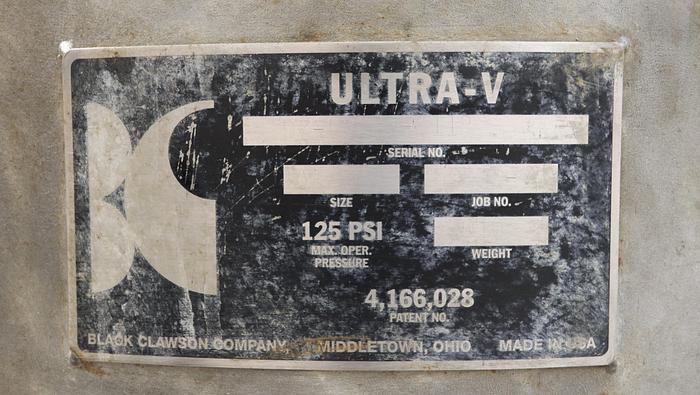 ULTRA-V
SERIAL NO.
SIZE
JOB NO.
125 PSI
MAX. OPER.
PRESSURE
WEIGHT
4,166,028
PATENT NO.
BLACK CLAWSON COMPANY, MIDDLETOWN, OHIO MADE IN USA